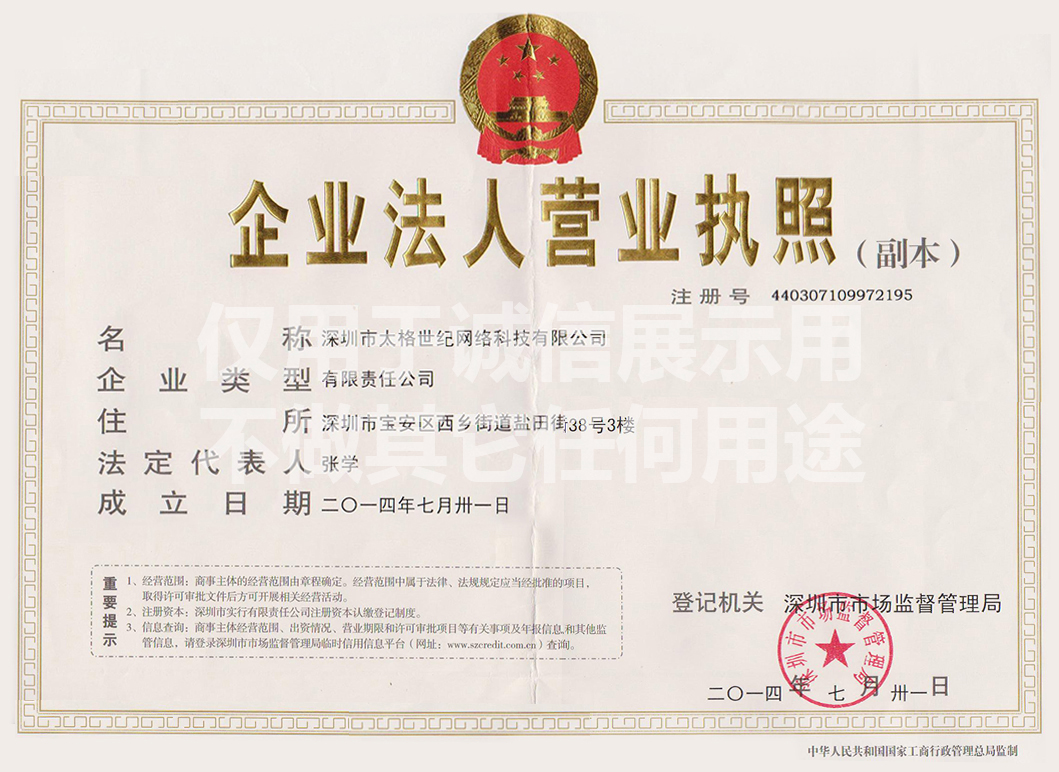 企业法人营业执照
(副本)
注册号 440307109972195
名称 深圳市太格世纪网络科技有限公司
企业类型 有限责任公司
住所 深圳市宝安区西乡街道盐田街38号3楼
法定代表人 张学
成立日期 二〇一四年七月卅一日
仅用于诚信展示用
不做其它任何用途
重要提示
1、经营范围：商事主体的经营范围由章程确定。经营范围中属于法律、法规规定应当经批准的项目，
取得许可审批文件后方可开展相关经营活动。
2、注册资本：深圳市实行有限责任公司注册资本认缴登记制度。
3、信息查询：商事主体经营范围、出资情况、营业期限和许可审批项目等有关事项及年报信息和其他监
管信息，请登录深圳市市场监督管理局临时信用信息平台（网址：www.szcredit.com.cn）查询。
登记机关 深圳市市场监督管理局
深圳市市场监督管理局
二〇一四年七月卅一日
中华人民共和国国家工商行政管理总局监制